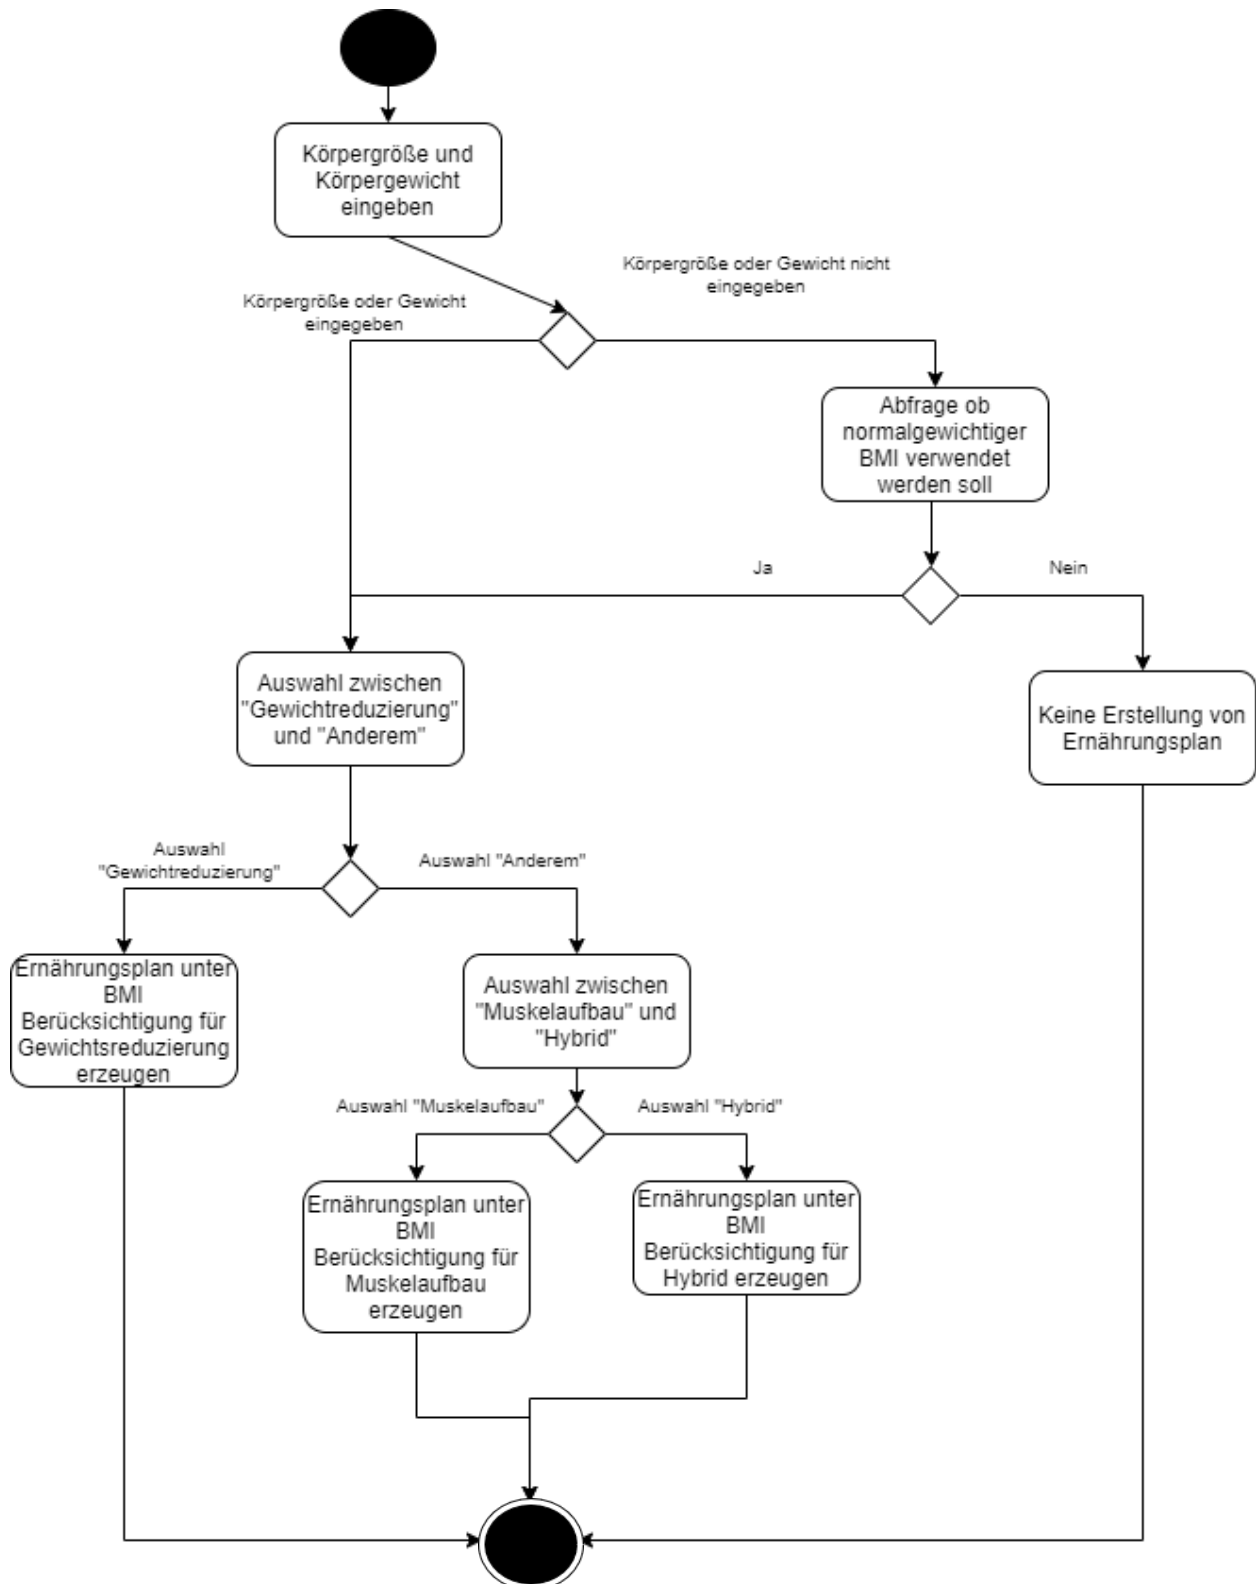 Körpergröße und
Körpergewicht
eingeben
Körpergröße oder Gewicht nicht
eingegeben
Körpergröße oder Gewicht
eingegeben
Abfrage ob
normalgewichtiger
BMI verwendet
werden soll
Ja
Nein
Auswahl zwischen
"Gewichtreduzierung"
und "Anderem"
Keine Erstellung von
Ernährungsplan
Auswahl
"Gewichtreduzierung"
Auswahl "Anderem"
Ernährungsplan unter
BMI
Berücksichtigung für
Gewichtsreduzierung
erzeugen
Auswahl zwischen
"Muskelaufbau" und
"Hybrid"
Auswahl "Muskelaufbau"
Auswahl "Hybrid"
Ernährungsplan unter
BMI
Berücksichtigung für
Muskelaufbau
erzeugen
Ernährungsplan unter
BMI
Berücksichtigung für
Hybrid erzeugen